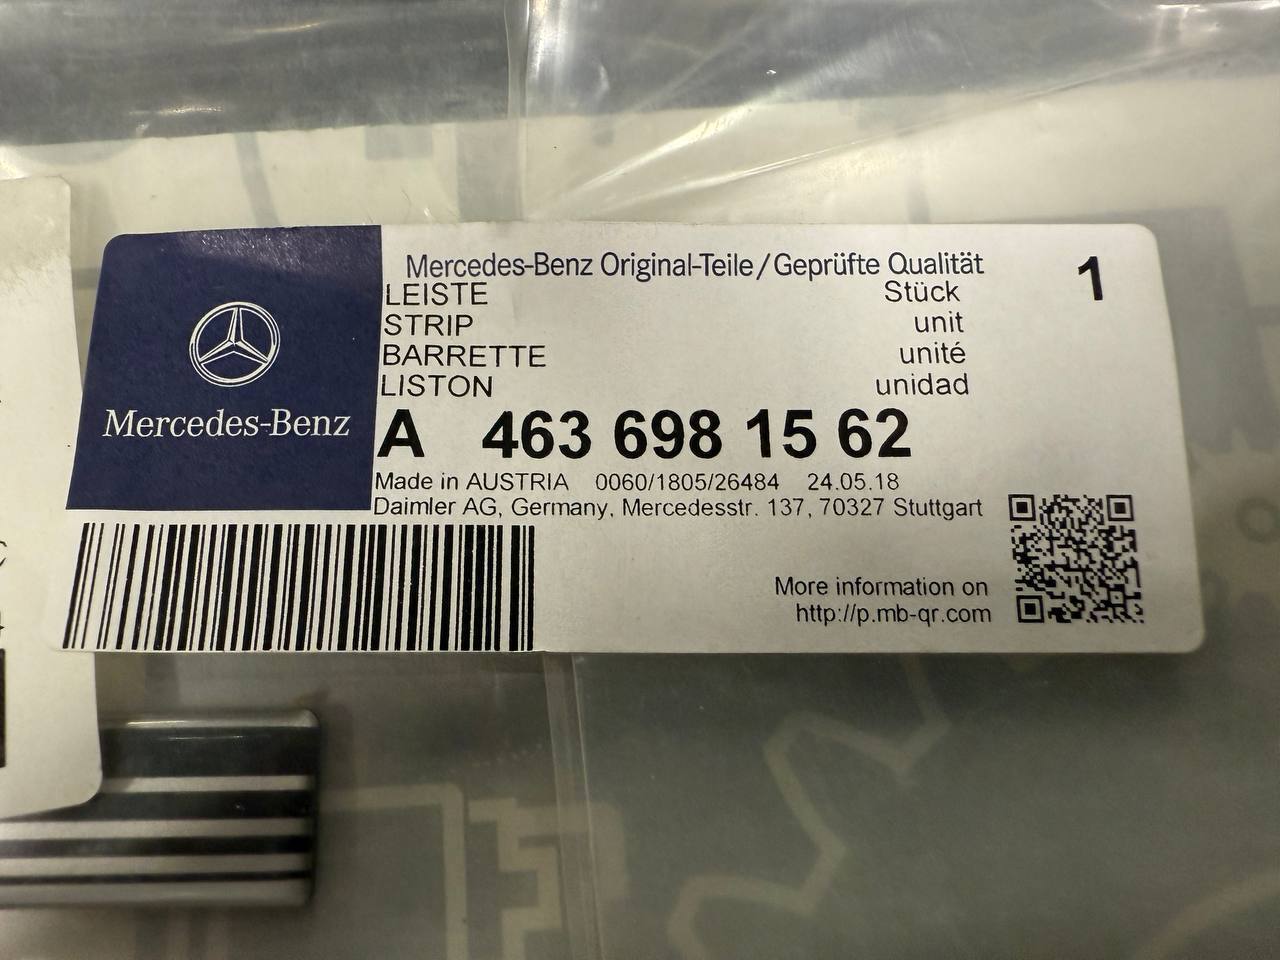 Mercedes-Benz Original-Teile/Geprüfte Qualität
1
LEISTE Stück
STRIP unit
BARRETTE unité
LISTON unidad
Mercedes-Benz
A 463 698 15 62
Made in AUSTRIA 0060/1805/26484 24.05.18
Daimler AG, Germany, Mercedesstr. 137, 70327 Stuttgart
More information on
http://p.mb-qr.com